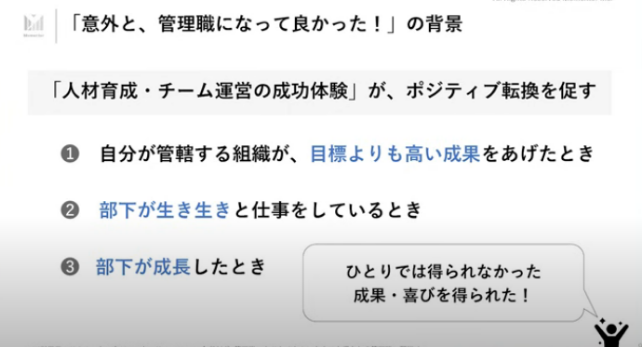 「意外と、管理職になって良かった！」の背景
「人材育成・チーム運営の成功体験」が、ポジティブ転換を促す
❶ 自分が管轄する組織が、目標よりも高い成果をあげたとき
❷ 部下が生き生きと仕事をしているとき
❸ 部下が成長したとき
ひとりでは得られなかった
成果・喜びを得られた！